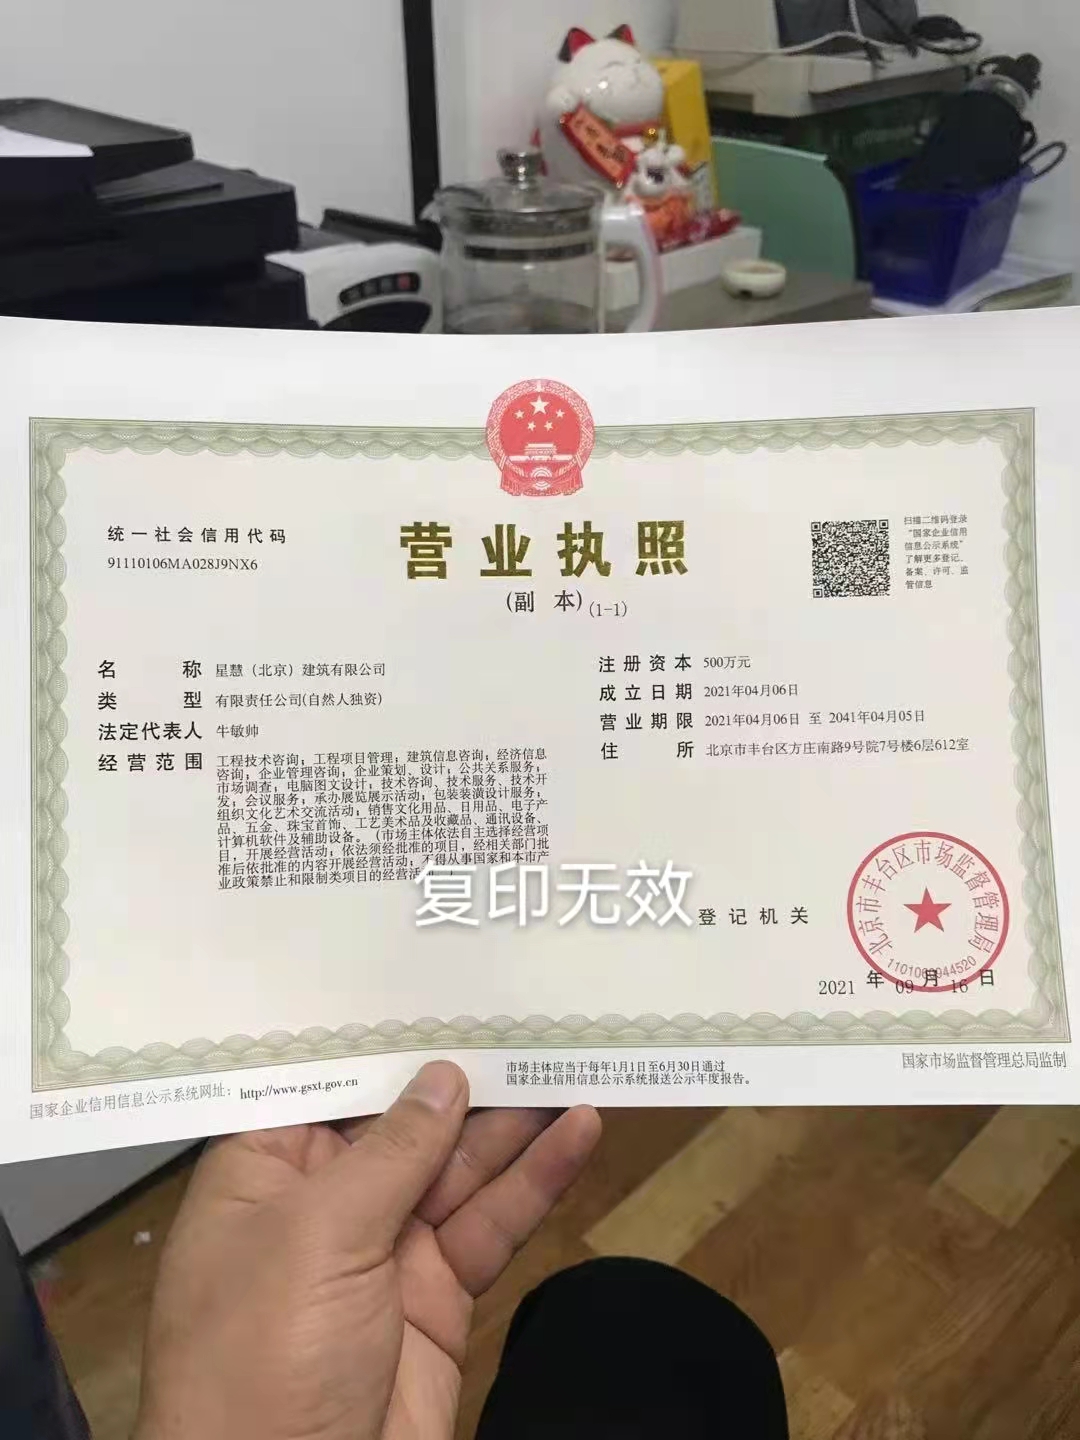 统一社会信用代码
91110106MA028J9NX6
营业执照
(副 本)(1-1)
扫描二维码登录
“国家企业信用
信息公示系统”
了解更多登记、
备案、许可、监
管信息
名 称 星慧（北京）建筑有限公司
类 型 有限责任公司(自然人独资)
法定代表人 牛敏帅
经营范围 工程技术咨询；工程项目管理；建筑信息咨询；经济信息
咨询；企业管理咨询；企业策划、设计；公共关系服务；
市场调查；电脑图文设计；技术咨询、技术服务、技术开
发；会议服务；承办展览展示活动；包装装潢设计服务；
组织文化艺术交流活动；销售文化用品、日用品、电子产
品、五金、珠宝首饰、工艺美术品及收藏品、通讯设备、
计算机软件及辅助设备。（市场主体依法自主选择经营项
目，开展经营活动；依法须经批准的项目，经相关部门批
准后依批准的内容开展经营活动；不得从事国家和本市产
业政策禁止和限制类项目的经营活
注册资本 500万元
成立日期 2021年04月06日
营业期限 2021年04月06日 至 2041年04月05日
住 所 北京市丰台区方庄南路9号院7号楼6层612室
复印无效
登记机关
北京市丰台区市场监督管理局
2021 年 09 月 16 日
国家企业信用信息公示系统网址：http://www.gsxt.gov.cn
市场主体应当于每年1月1日至6月30日通过
国家企业信用信息公示系统报送公示年度报告。
国家市场监督管理总局监制